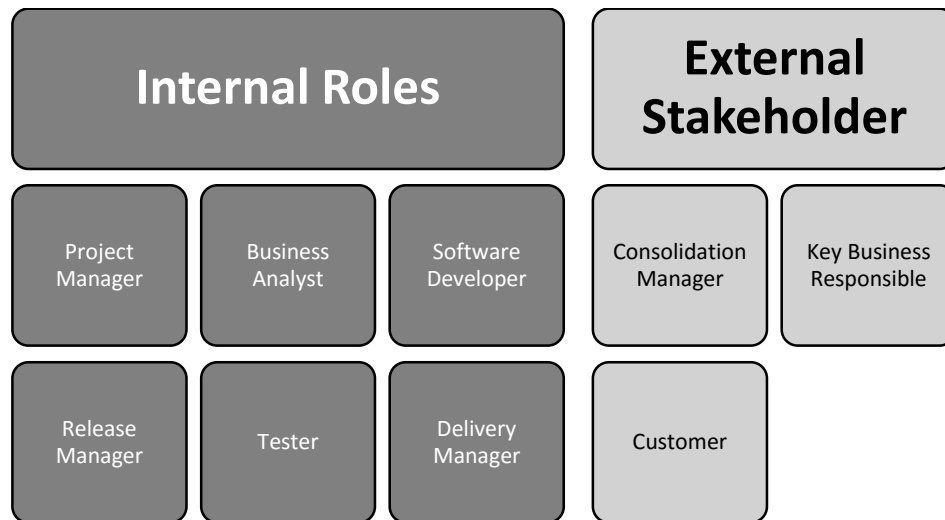 Internal Roles
External
Stakeholder
Project
Manager
Business
Analyst
Software
Developer
Consolidation
Manager
Key Business
Responsible
Release
Manager
Tester
Delivery
Manager
Customer